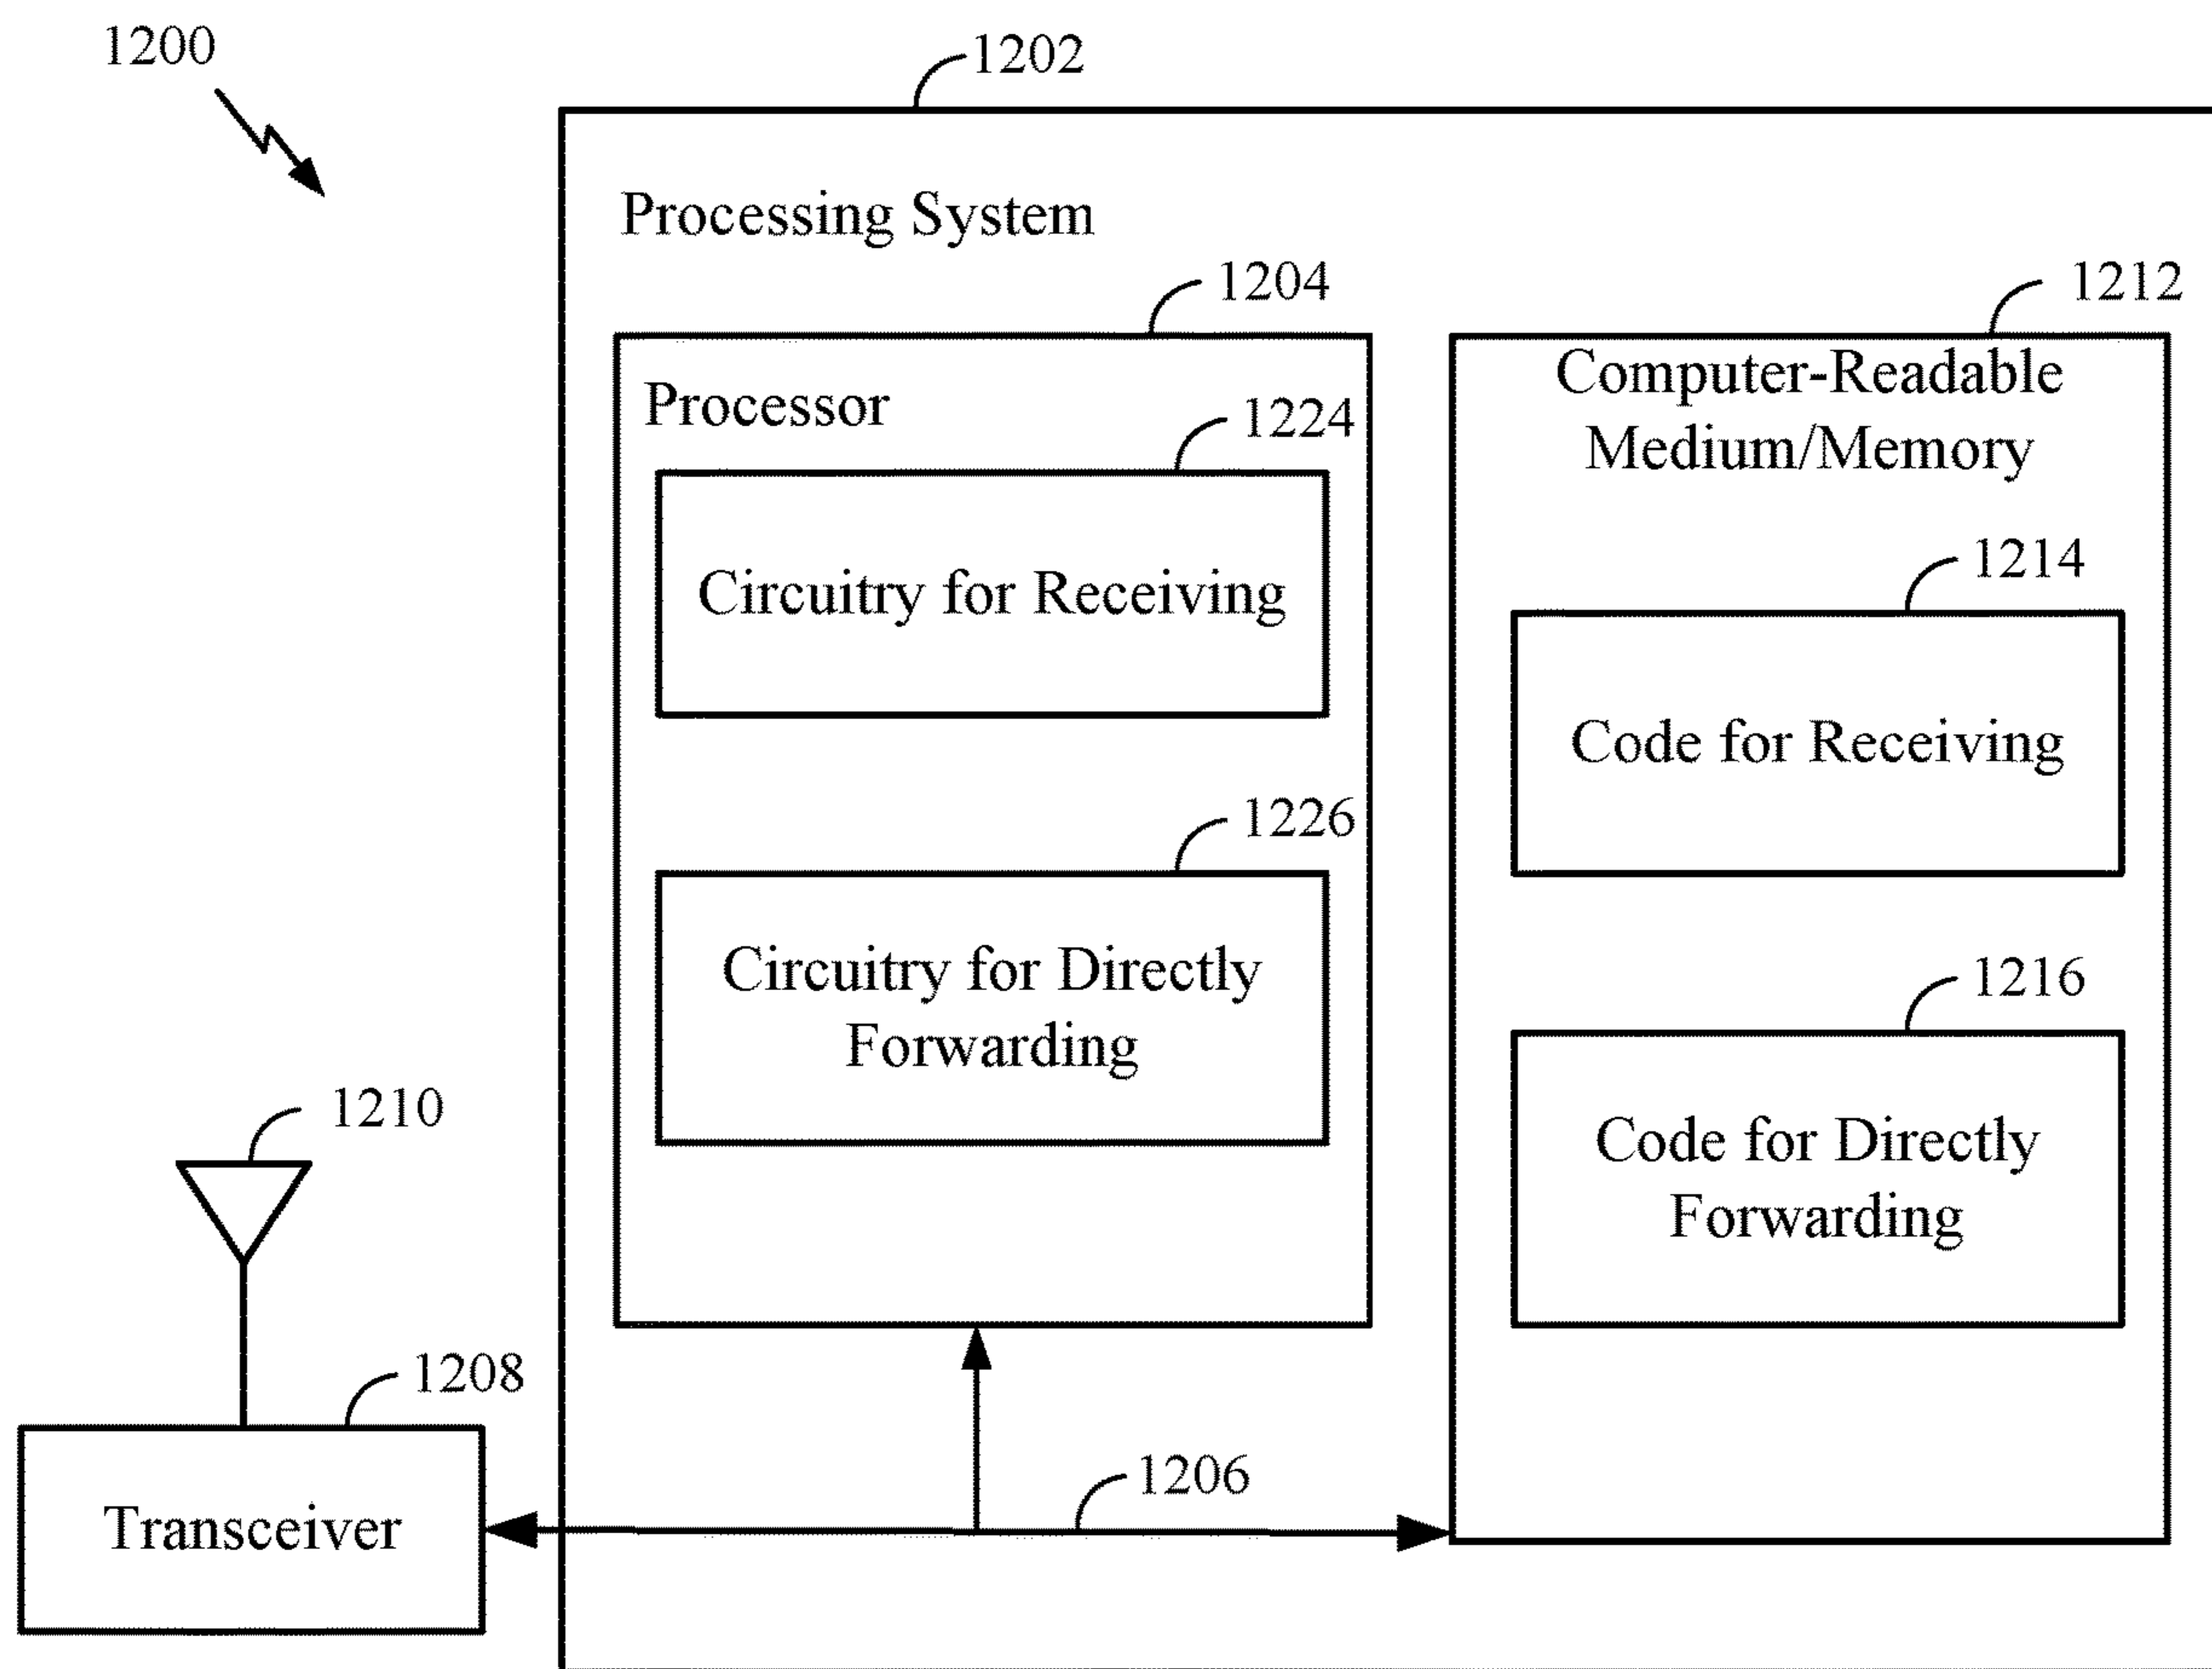 1200
1202
Processing System
1204
1212
Processor
1224
Computer-Readable
Medium/Memory
Circuitry for Receiving
1214
Code for Receiving
1226
Circuitry for Directly
Forwarding
1216
Code for Directly
Forwarding
1210
1208
Transceiver
1206